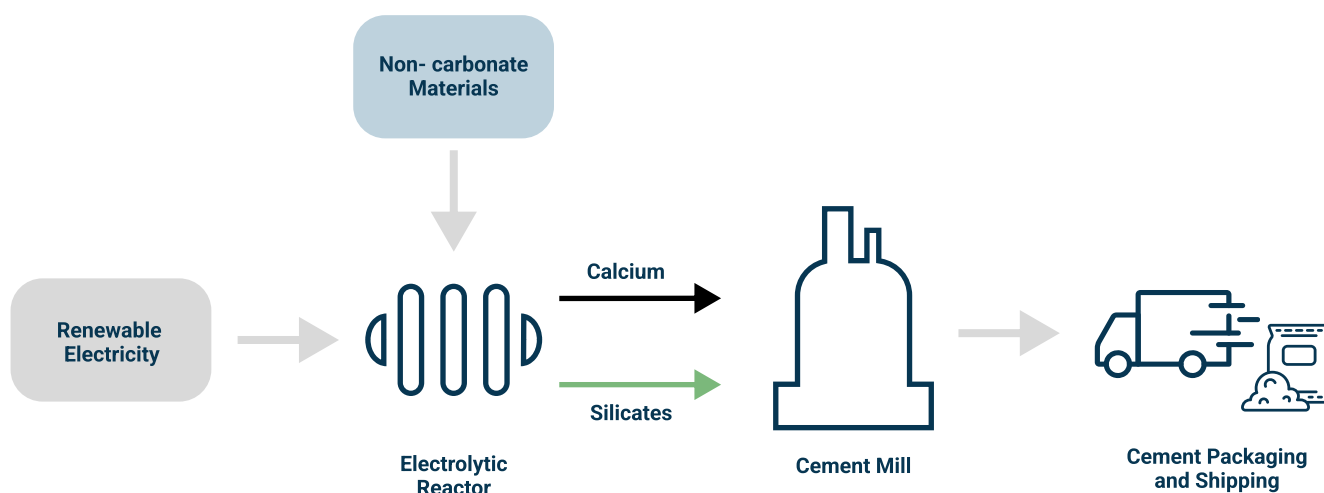 Non- carbonate
Materials
Renewable
Electricity
Calcium
Silicates
Electrolytic
Reactor
Cement Mill
Cement Packaging
and Shipping